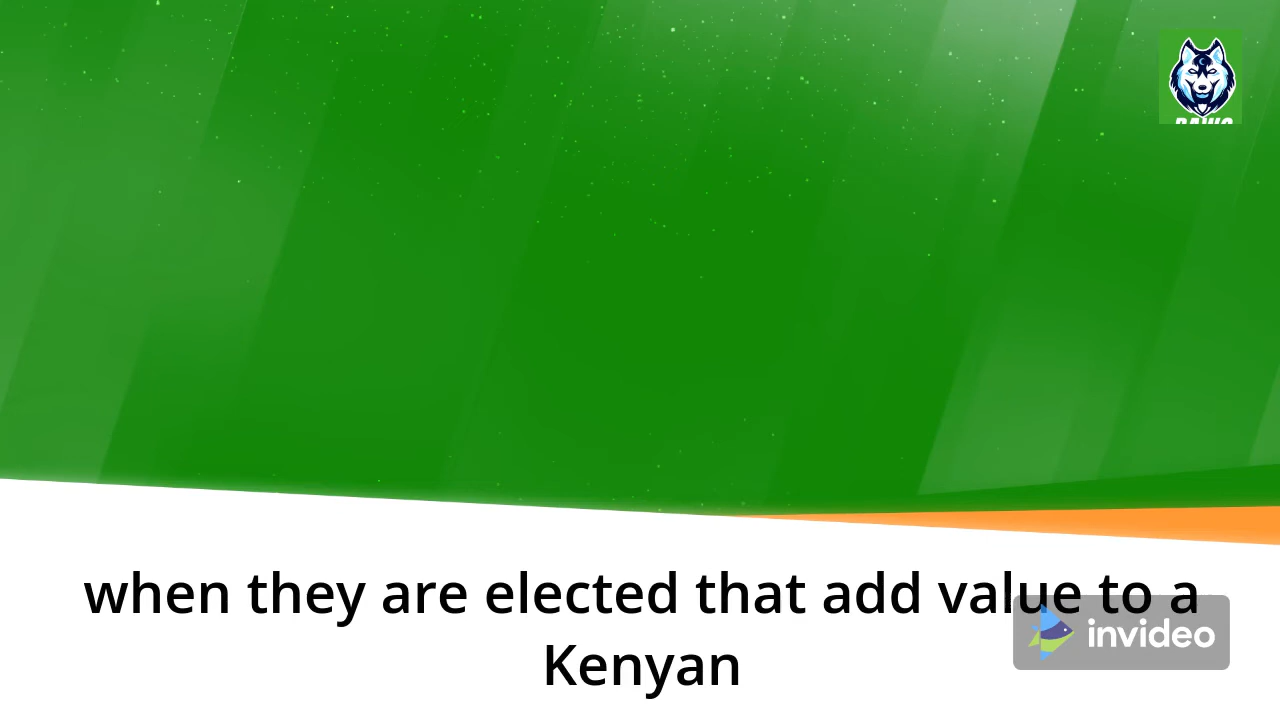 when they are elected that add value to a
Kenyan
invideo